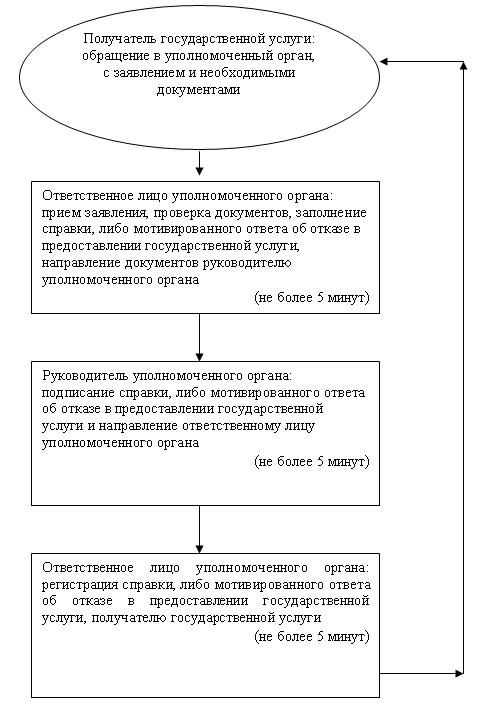 Получатель государственной услуги:
обращение в уполномоченный орган,
с заявлением и необходимыми
документами
Ответственное лицо уполномоченного органа:
прием заявления, проверка документов, заполнение
справки, либо мотивированного ответа об отказе в
предоставлении государственной услуги,
направление документов руководителю
уполномоченного органа
(не более 5 минут)
Руководитель уполномоченного органа:
подписание справки, либо мотивированного ответа
об отказе в предоставлении государственной
услуги и направление ответственному лицу
уполномоченного органа
(не более 5 минут)
Ответственное лицо уполномоченного органа:
регистрация справки, либо мотивированного ответа
об отказе в предоставлении государственной
услуги, получателю государственной услуги
(не более 5 минут)